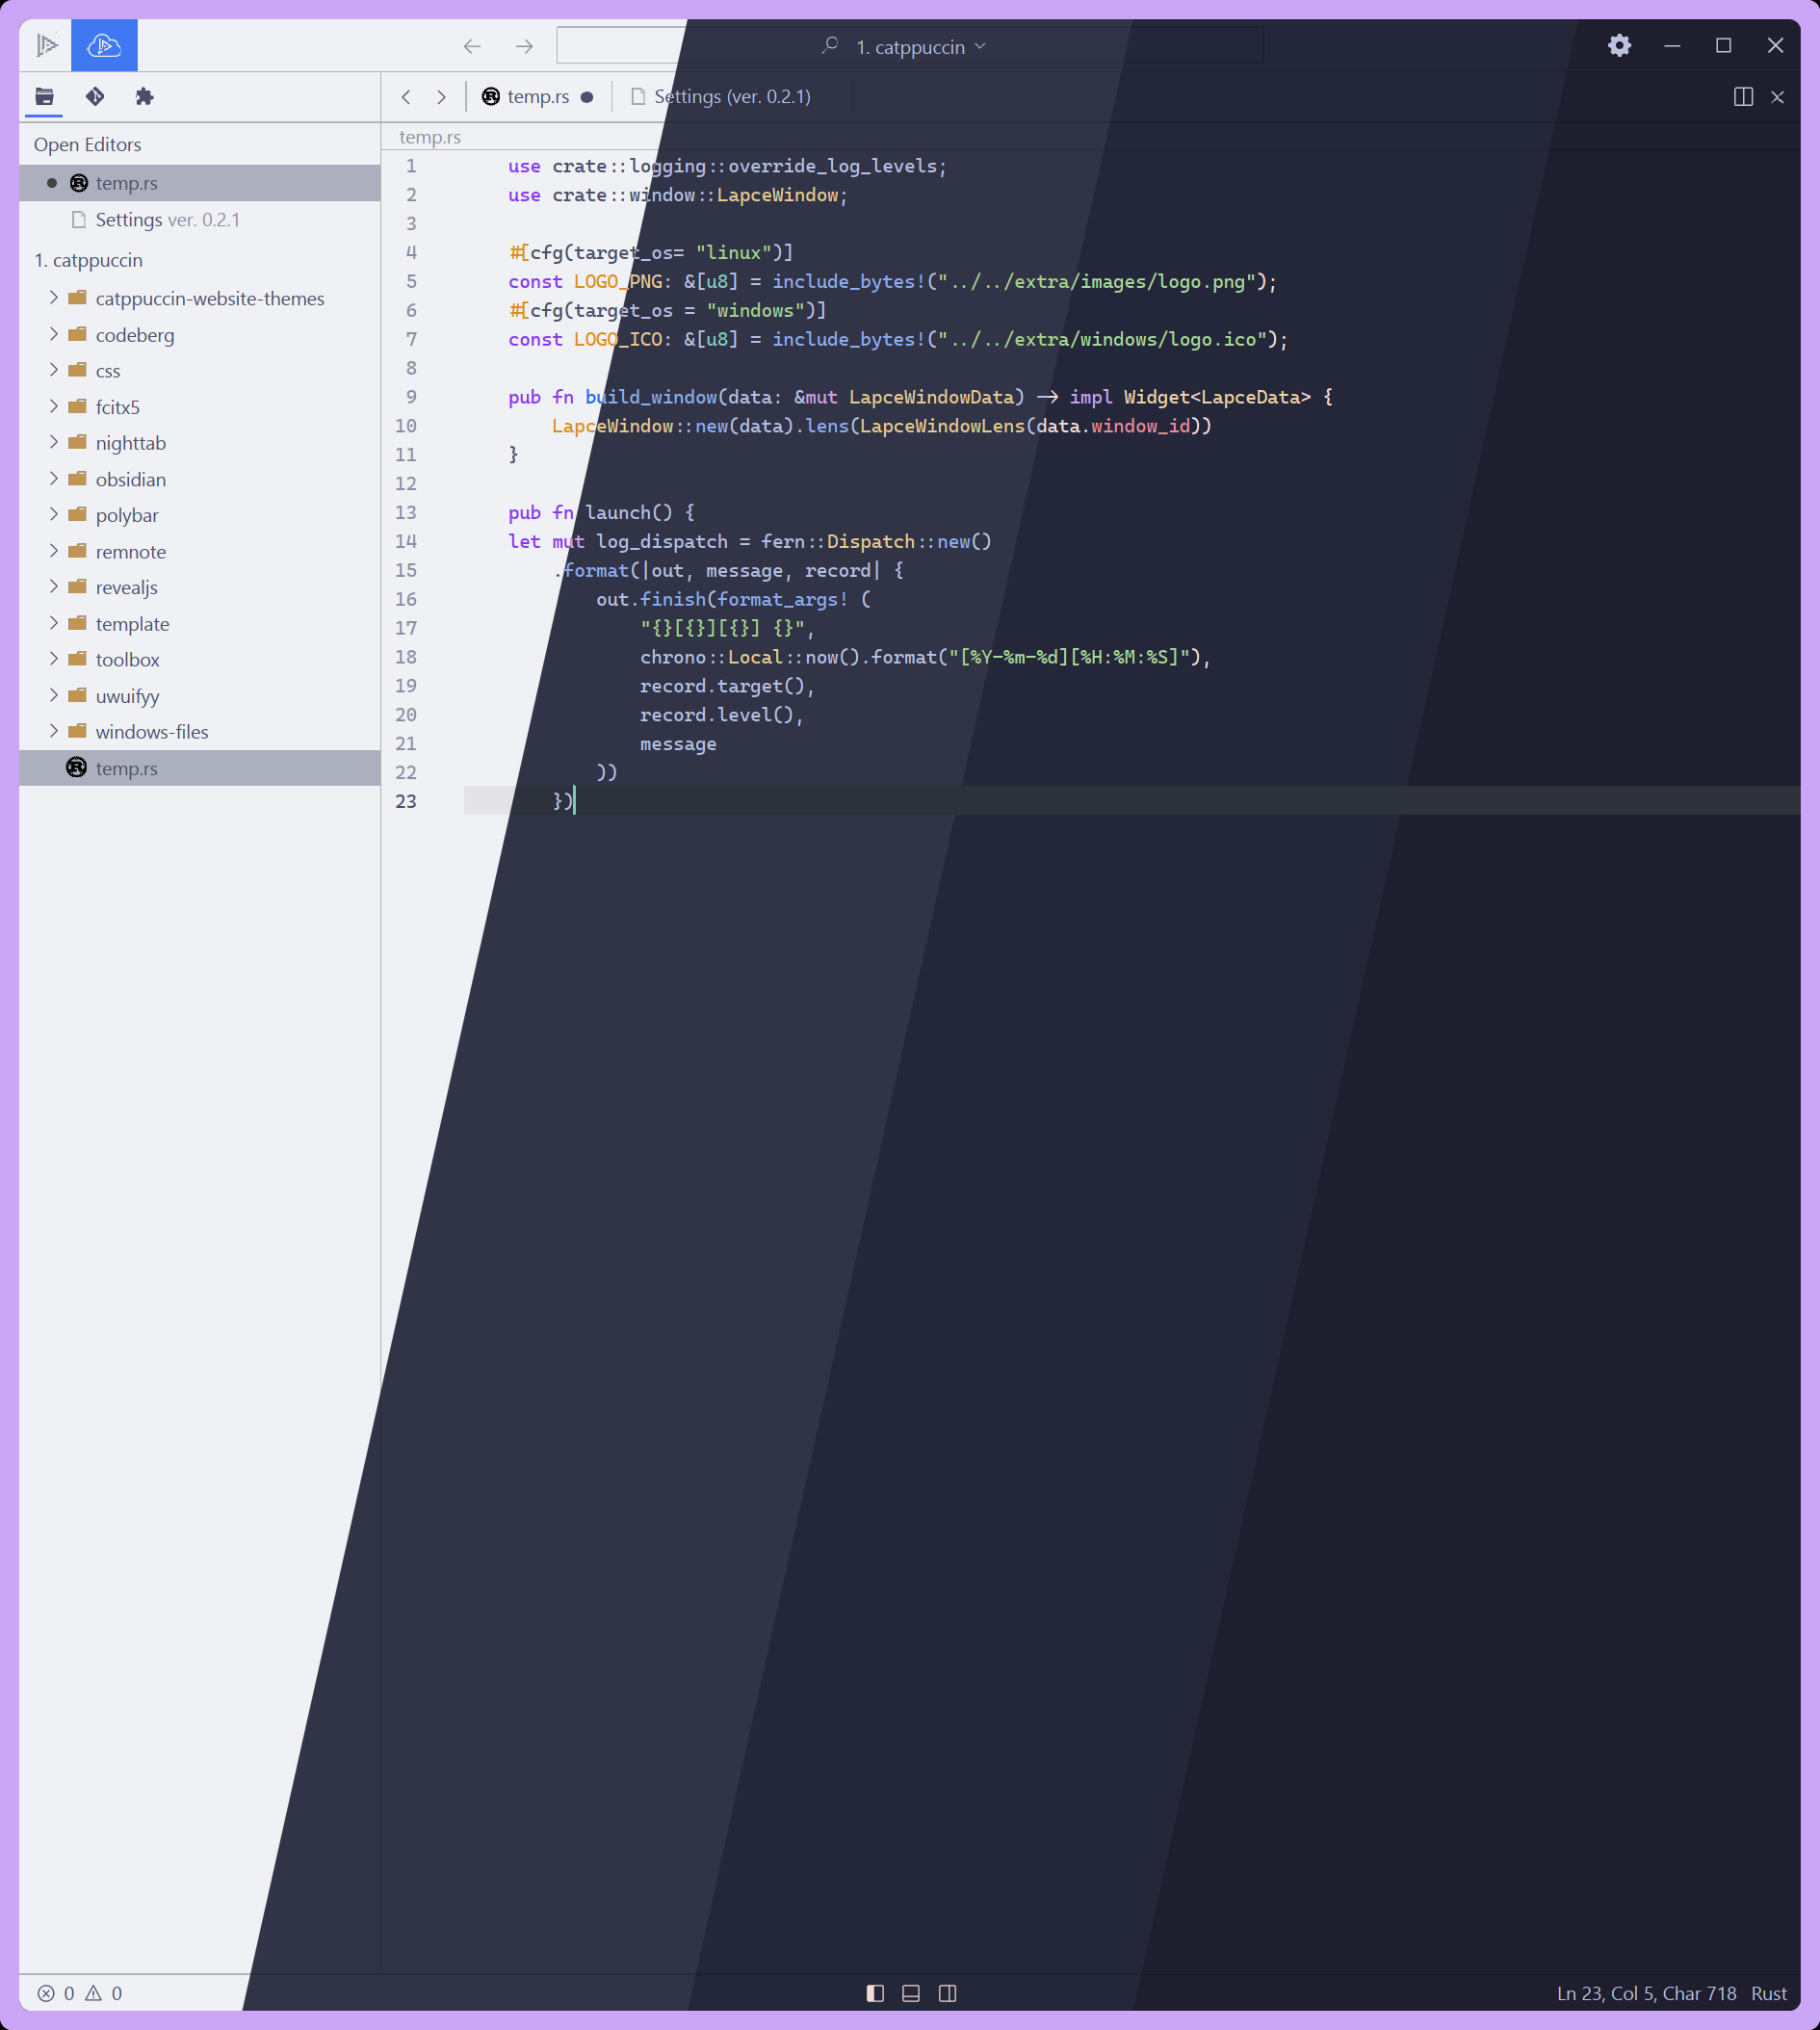 1. catppuccin
temp.rs
Settings (ver. 0.2.1)
Open Editors
temp.rs
Settings ver. 0.2.1
1. catppuccin
catppuccin-website-themes
codeberg
css
fcitx5
nighttab
obsidian
polybar
remnote
revealjs
template
toolbox
uwuifyy
windows-files
temp.rs
temp.rs
1 use crate::logging::override_log_levels;
2 use crate::window::LapceWindow;
3
4 #[cfg(target_os= "linux")]
5 const LOGO_PNG: &[u8] = include_bytes!("../../extra/images/logo.png");
6 #[cfg(target_os = "windows")]
7 const LOGO_ICO: &[u8] = include_bytes!("../../extra/windows/logo.ico");
8
9 pub fn build_window(data: &mut LapceWindowData) -> impl Widget<LapceData> {
10     LapceWindow::new(data).lens(LapceWindowLens(data.window_id))
11 }
12
13 pub fn launch() {
14 let mut log_dispatch = fern::Dispatch::new()
15     .format(|out, message, record| {
16         out.finish(format_args! (
17             "{}[{}][{}] {}",
18             chrono::Local::now().format("[%Y-%m-%d][%H:%M:%S]"),
19             record.target(),
20             record.level(),
21             message
22         ))
23     })
0 0
Ln 23, Col 5, Char 718 Rust